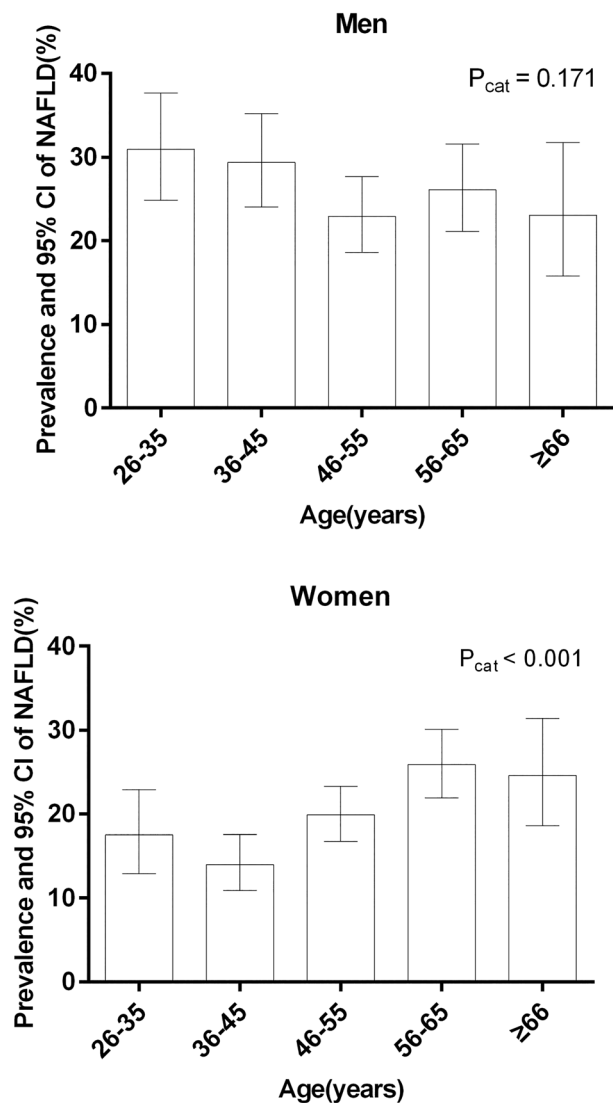 Men
P_cat = 0.171
Prevalence and 95% CI of NAFLD(%)
40
30
20
10
0
26-35
36-45
46-55
56-65
≥66
Age(years)
Women
P_cat < 0.001
Prevalence and 95% CI of NAFLD(%)
40
30
20
10
0
26-35
36-45
46-55
56-65
≥66
Age(years)